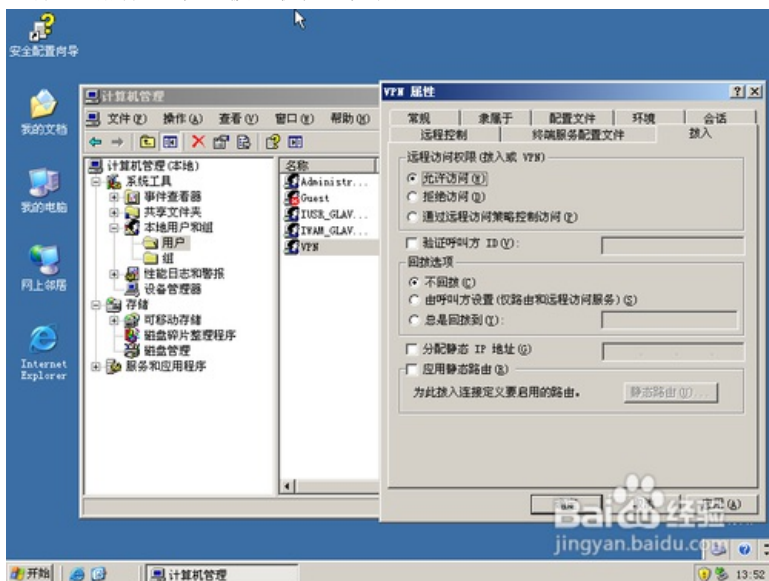 安全配置向导
我的文档
我的电脑
网上邻居
Internet
Explorer
计算机管理
文件(F) 操作(A) 查看(V) 窗口(W) 帮助(H)
计算机管理(本地)
系统工具
事件查看器
共享文件夹
本地用户和组
用户
组
性能日志和警报
设备管理器
存储
可移动存储
磁盘碎片整理程序
磁盘管理
服务和应用程序
名称
Administr...
Guest
IUSR_GLAV...
IWAM_GLAV...
VPN
VPN 属性
常规 隶属于 配置文件 环境 会话
远程控制 终端服务配置文件 拨入
远程访问权限(拨入或 VPN)
允许访问(W)
拒绝访问(D)
通过远程访问策略控制访问(P)
验证呼叫方 ID(V):
回拨选项
不回拨(C)
由呼叫方设置(仅路由和远程访问服务)(S)
总是回拨到(Y):
分配静态 IP 地址(G)
应用静态路由(R)
为此拨入连接定义要启用的路由。
静态路由(U)...
应用(A)
Baidu 经验
jingyan.baidu.com
开始
计算机管理
13:52